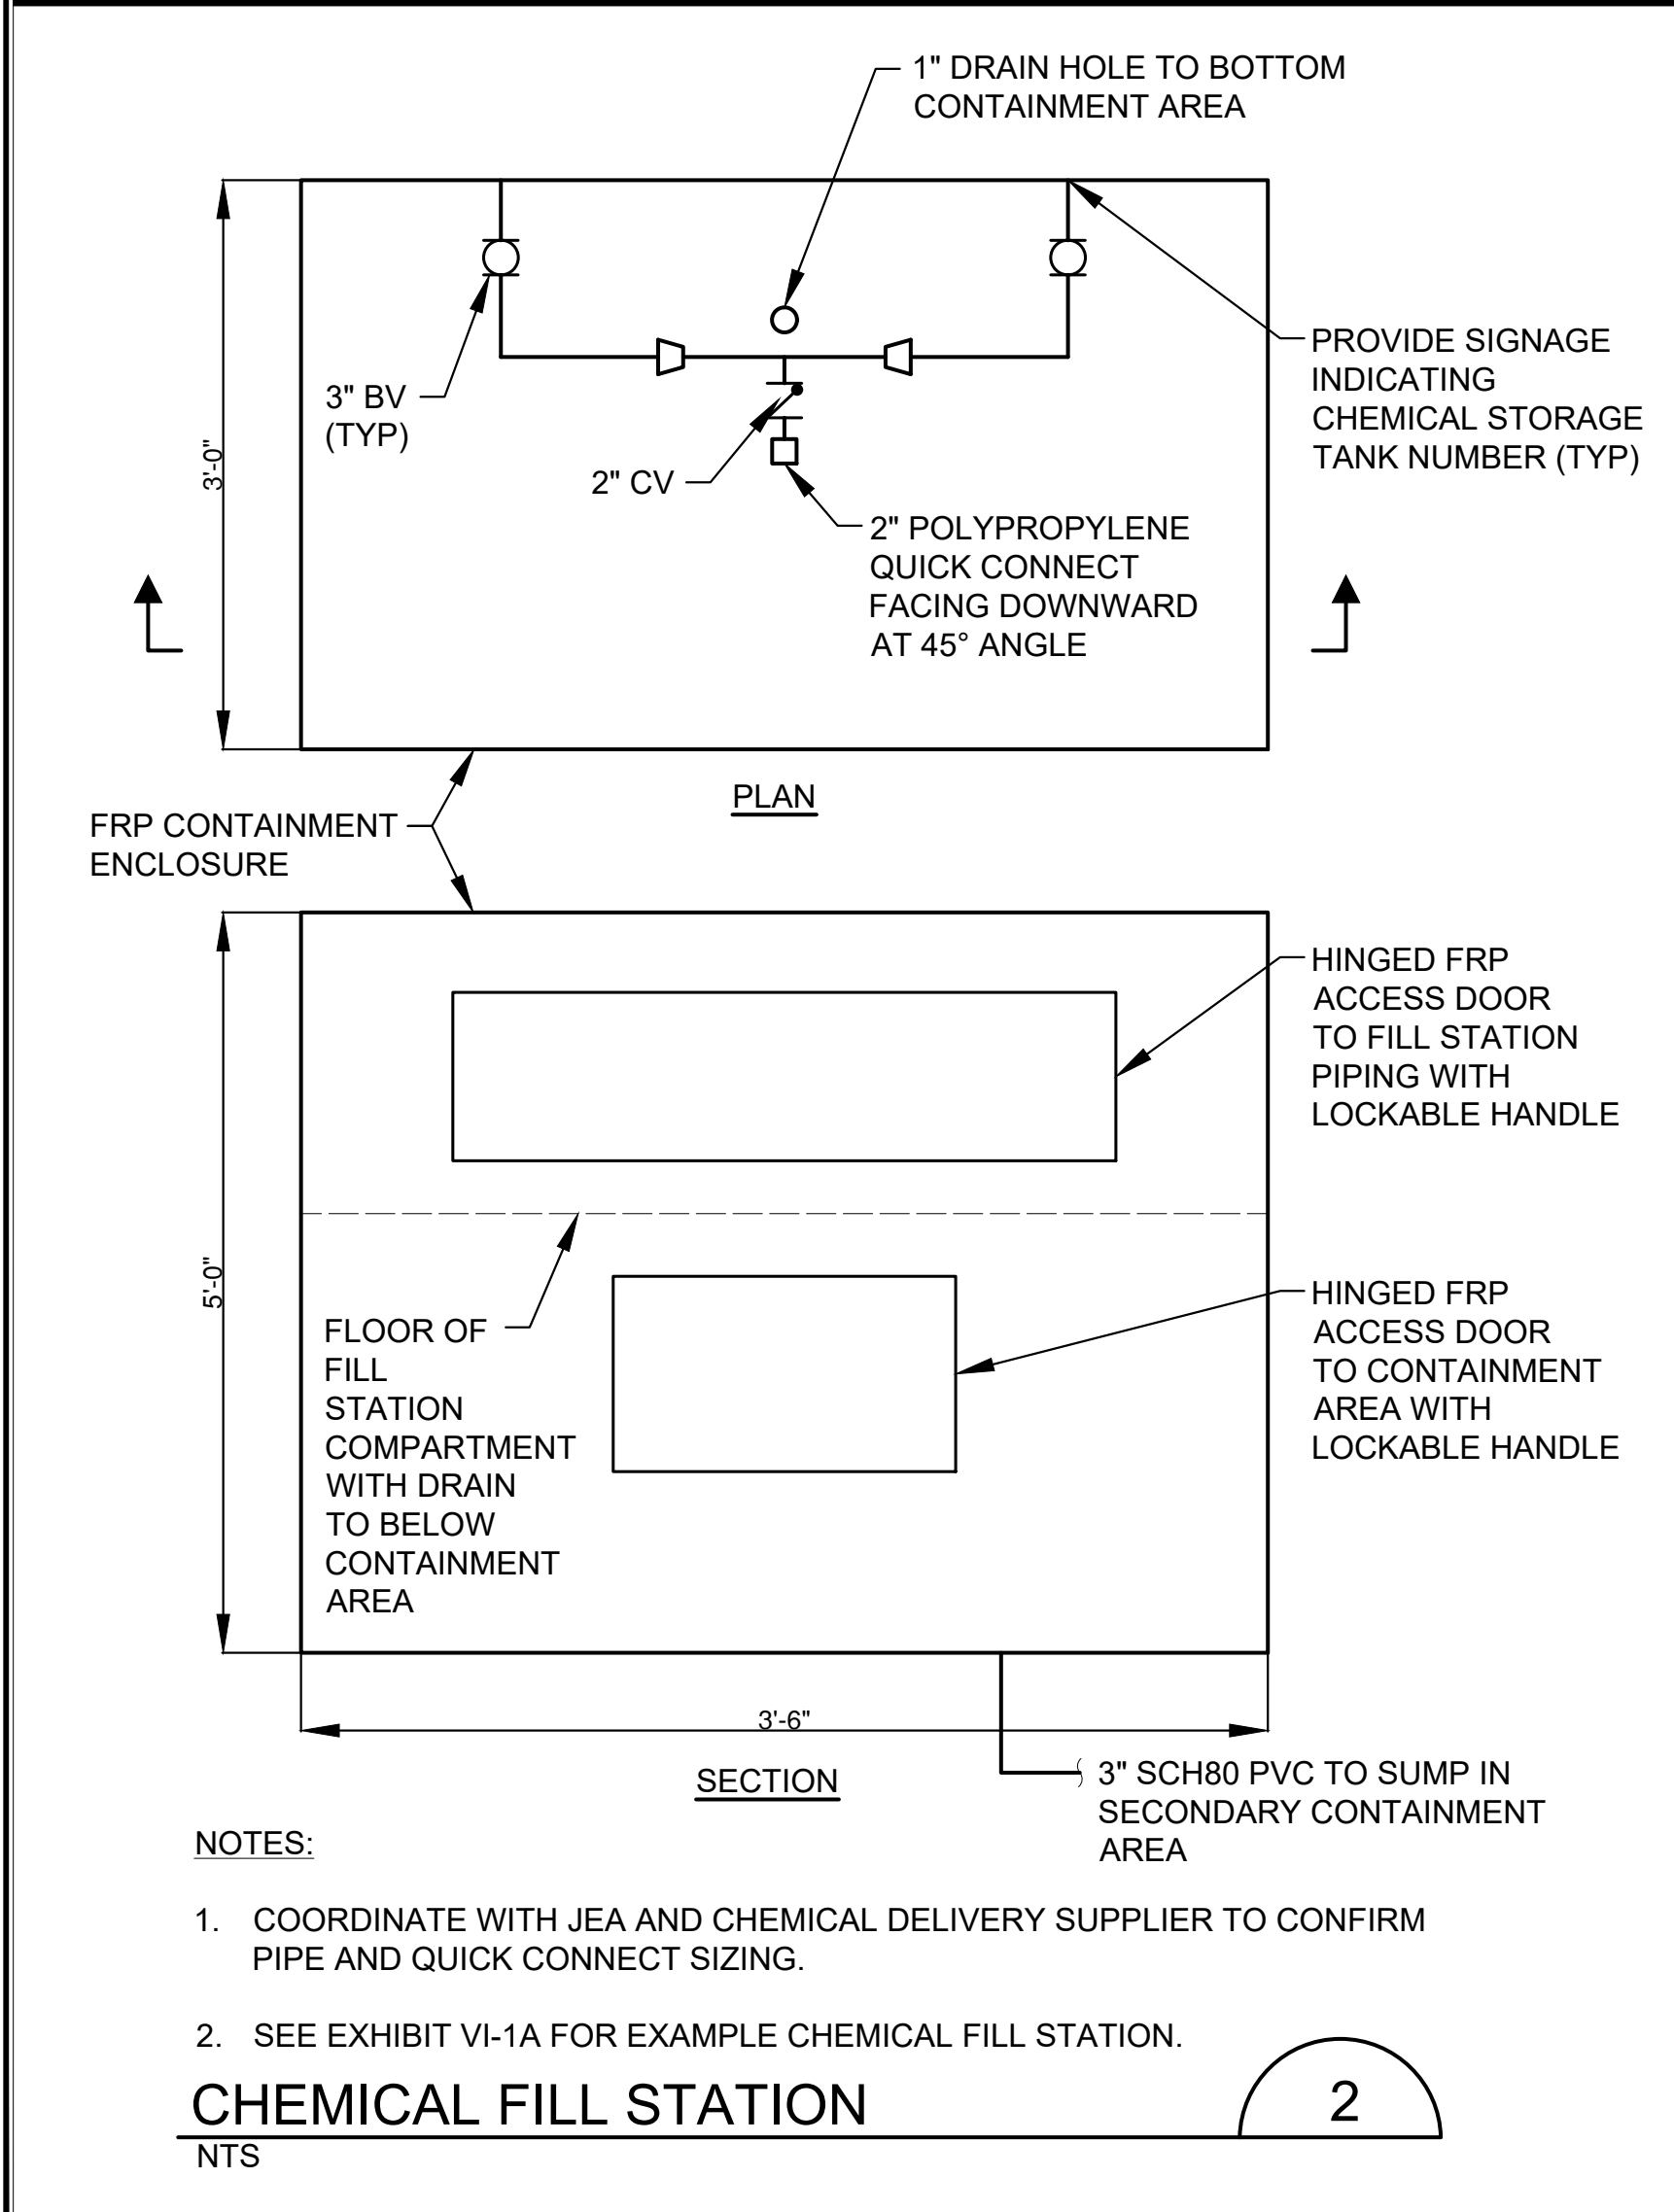 1" DRAIN HOLE TO BOTTOM
CONTAINMENT AREA
3'-0"
3" BV
(TYP)
2" CV
2" POLYPROPYLENE
QUICK CONNECT
FACING DOWNWARD
AT 45° ANGLE
PROVIDE SIGNAGE
INDICATING
CHEMICAL STORAGE
TANK NUMBER (TYP)
PLAN
FRP CONTAINMENT
ENCLOSURE
HINGED FRP
ACCESS DOOR
TO FILL STATION
PIPING WITH
LOCKABLE HANDLE
5'-0"
FLOOR OF
FILL
STATION
COMPARTMENT
WITH DRAIN
TO BELOW
CONTAINMENT
AREA
HINGED FRP
ACCESS DOOR
TO CONTAINMENT
AREA WITH
LOCKABLE HANDLE
3'-6"
SECTION
3" SCH80 PVC TO SUMP IN
SECONDARY CONTAINMENT
AREA
NOTES:
1. COORDINATE WITH JEA AND CHEMICAL DELIVERY SUPPLIER TO CONFIRM
PIPE AND QUICK CONNECT SIZING.
2. SEE EXHIBIT VI-1A FOR EXAMPLE CHEMICAL FILL STATION.
CHEMICAL FILL STATION
2
NTS